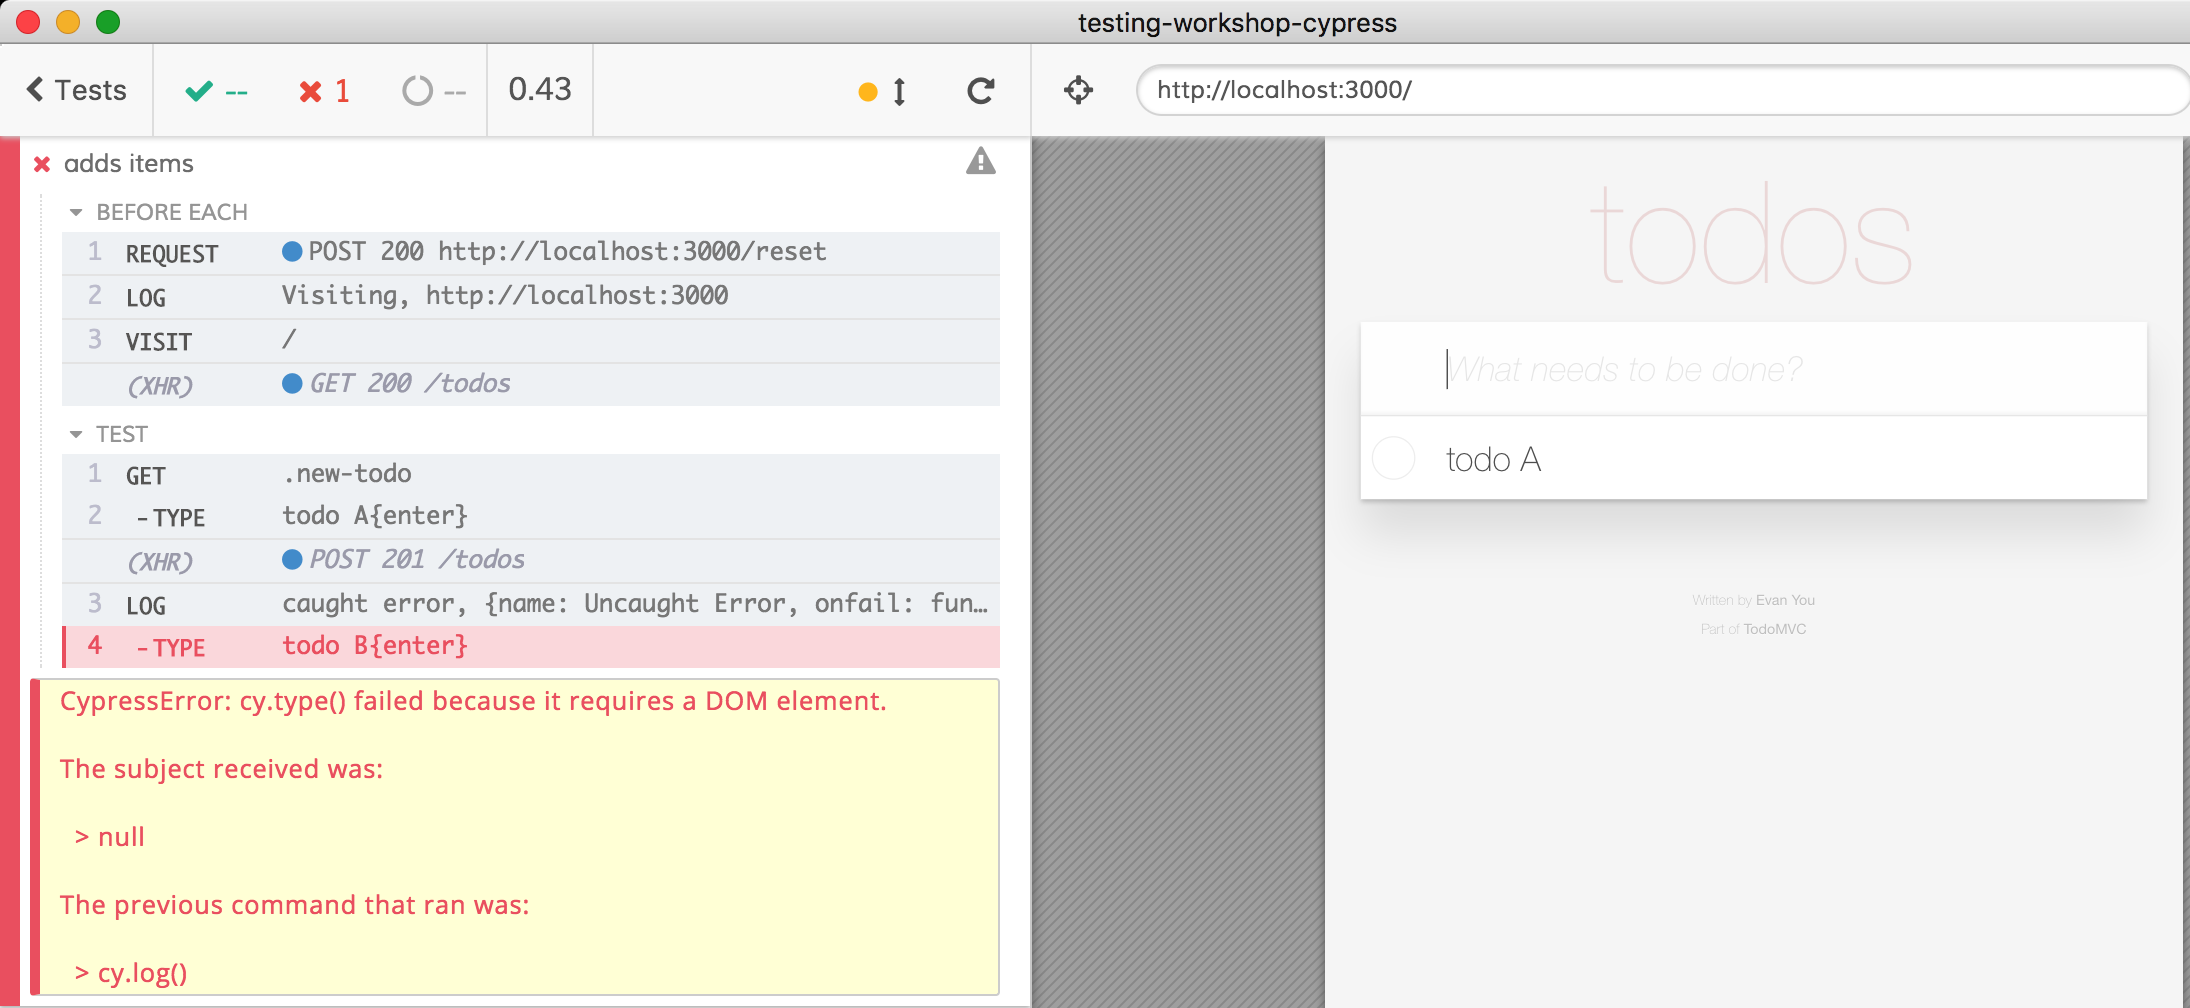 testing-workshop-cypress
Tests -- 1 -- 0.43 http://localhost:3000/
adds items
BEFORE EACH
1 REQUEST POST 200 http://localhost:3000/reset
2 LOG Visiting, http://localhost:3000
3 VISIT /
(XHR) GET 200 /todos
TEST
1 GET .new-todo
2 -TYPE todo A{enter}
(XHR) POST 201 /todos
3 LOG caught error, {name: Uncaught Error, onfail: fun…
4 -TYPE todo B{enter}
CypressError: cy.type() failed because it requires a DOM element.
The subject received was:
> null
The previous command that ran was:
> cy.log()
todos
What needs to be done?
todo A
Written by Evan You
Part of TodoMVC